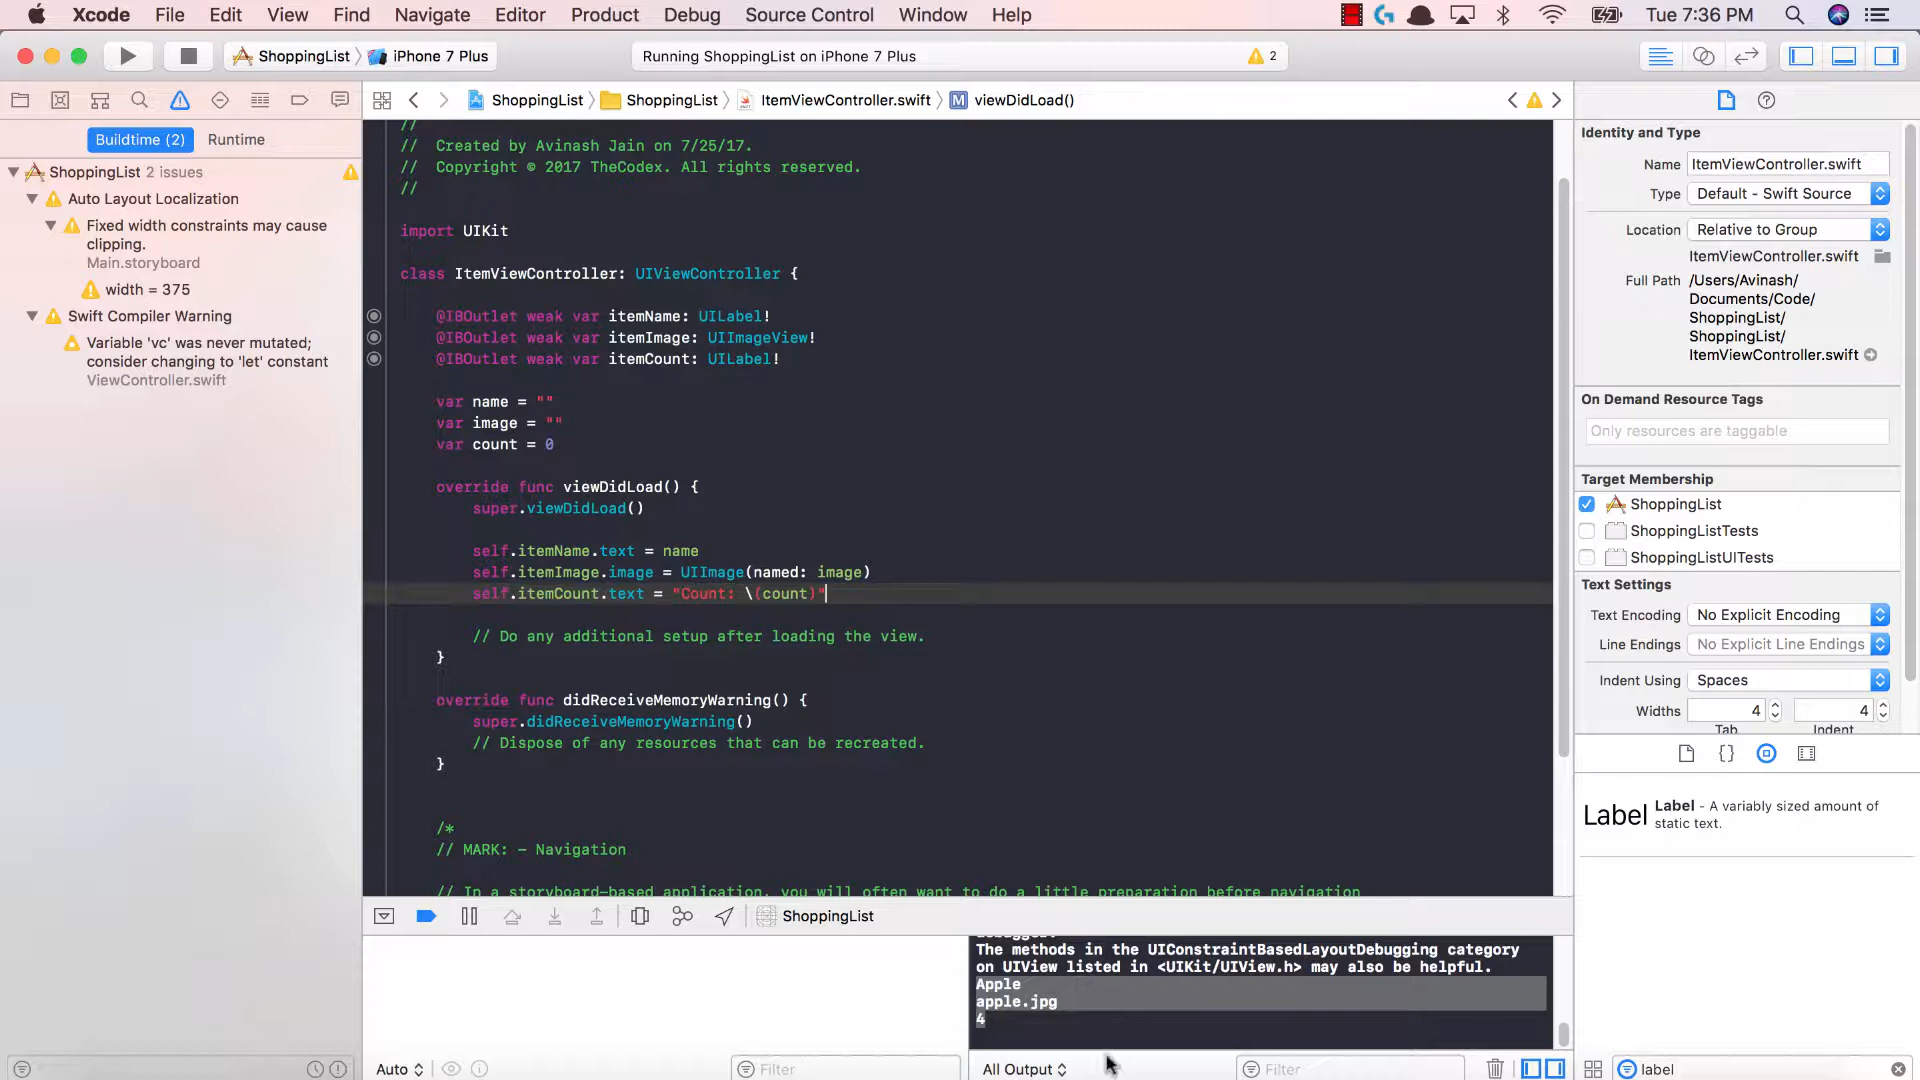 Xcode File Edit View Find Navigate Editor Product Debug Source Control Window Help Tue 7:36 PM
ShoppingList iPhone 7 Plus Running ShoppingList on iPhone 7 Plus 2
ShoppingList ShoppingList ItemViewController.swift M viewDidLoad()
Buildtime (2) Runtime
ShoppingList 2 issues
Auto Layout Localization
Fixed width constraints may cause
clipping.
Main.storyboard
width = 375
Swift Compiler Warning
Variable 'vc' was never mutated;
consider changing to 'let' constant
ViewController.swift
//
// Created by Avinash Jain on 7/25/17.
// Copyright © 2017 TheCodex. All rights reserved.
//
import UIKit
class ItemViewController: UIViewController {
@IBOutlet weak var itemName: UILabel!
@IBOutlet weak var itemImage: UIImageView!
@IBOutlet weak var itemCount: UILabel!
var name = ""
var image = ""
var count = 0
override func viewDidLoad() {
super.viewDidLoad()
self.itemName.text = name
self.itemImage.image = UIImage(named: image)
self.itemCount.text = "Count: \(count)"
// Do any additional setup after loading the view.
}
override func didReceiveMemoryWarning() {
super.didReceiveMemoryWarning()
// Dispose of any resources that can be recreated.
}
/*
// MARK: - Navigation
// In a storyboard-based application, you will often want to do a little preparation before navigation
ShoppingList
debugger.
The methods in the UIConstraintBasedLayoutDebugging category
on UIView listed in <UIKit/UIView.h> may also be helpful.
Apple
apple.jpg
4
Auto Filter All Output Filter
Identity and Type
Name ItemViewController.swift
Type Default - Swift Source
Location Relative to Group
ItemViewController.swift
Full Path /Users/Avinash/
Documents/Code/
ShoppingList/
ShoppingList/
ItemViewController.swift
On Demand Resource Tags
Only resources are taggable
Target Membership
ShoppingList
ShoppingListTests
ShoppingListUITests
Text Settings
Text Encoding No Explicit Encoding
Line Endings No Explicit Line Endings
Indent Using Spaces
Widths 4 4
Tab Indent
{}
Label Label - A variably sized amount of
static text.
label